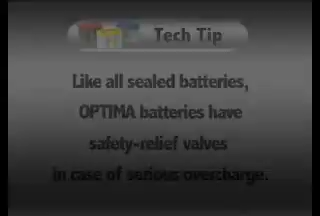 Tech Tip
Like all sealed batteries,
OPTIMA batteries have
safety-relief valves
in case of serious overcharge.